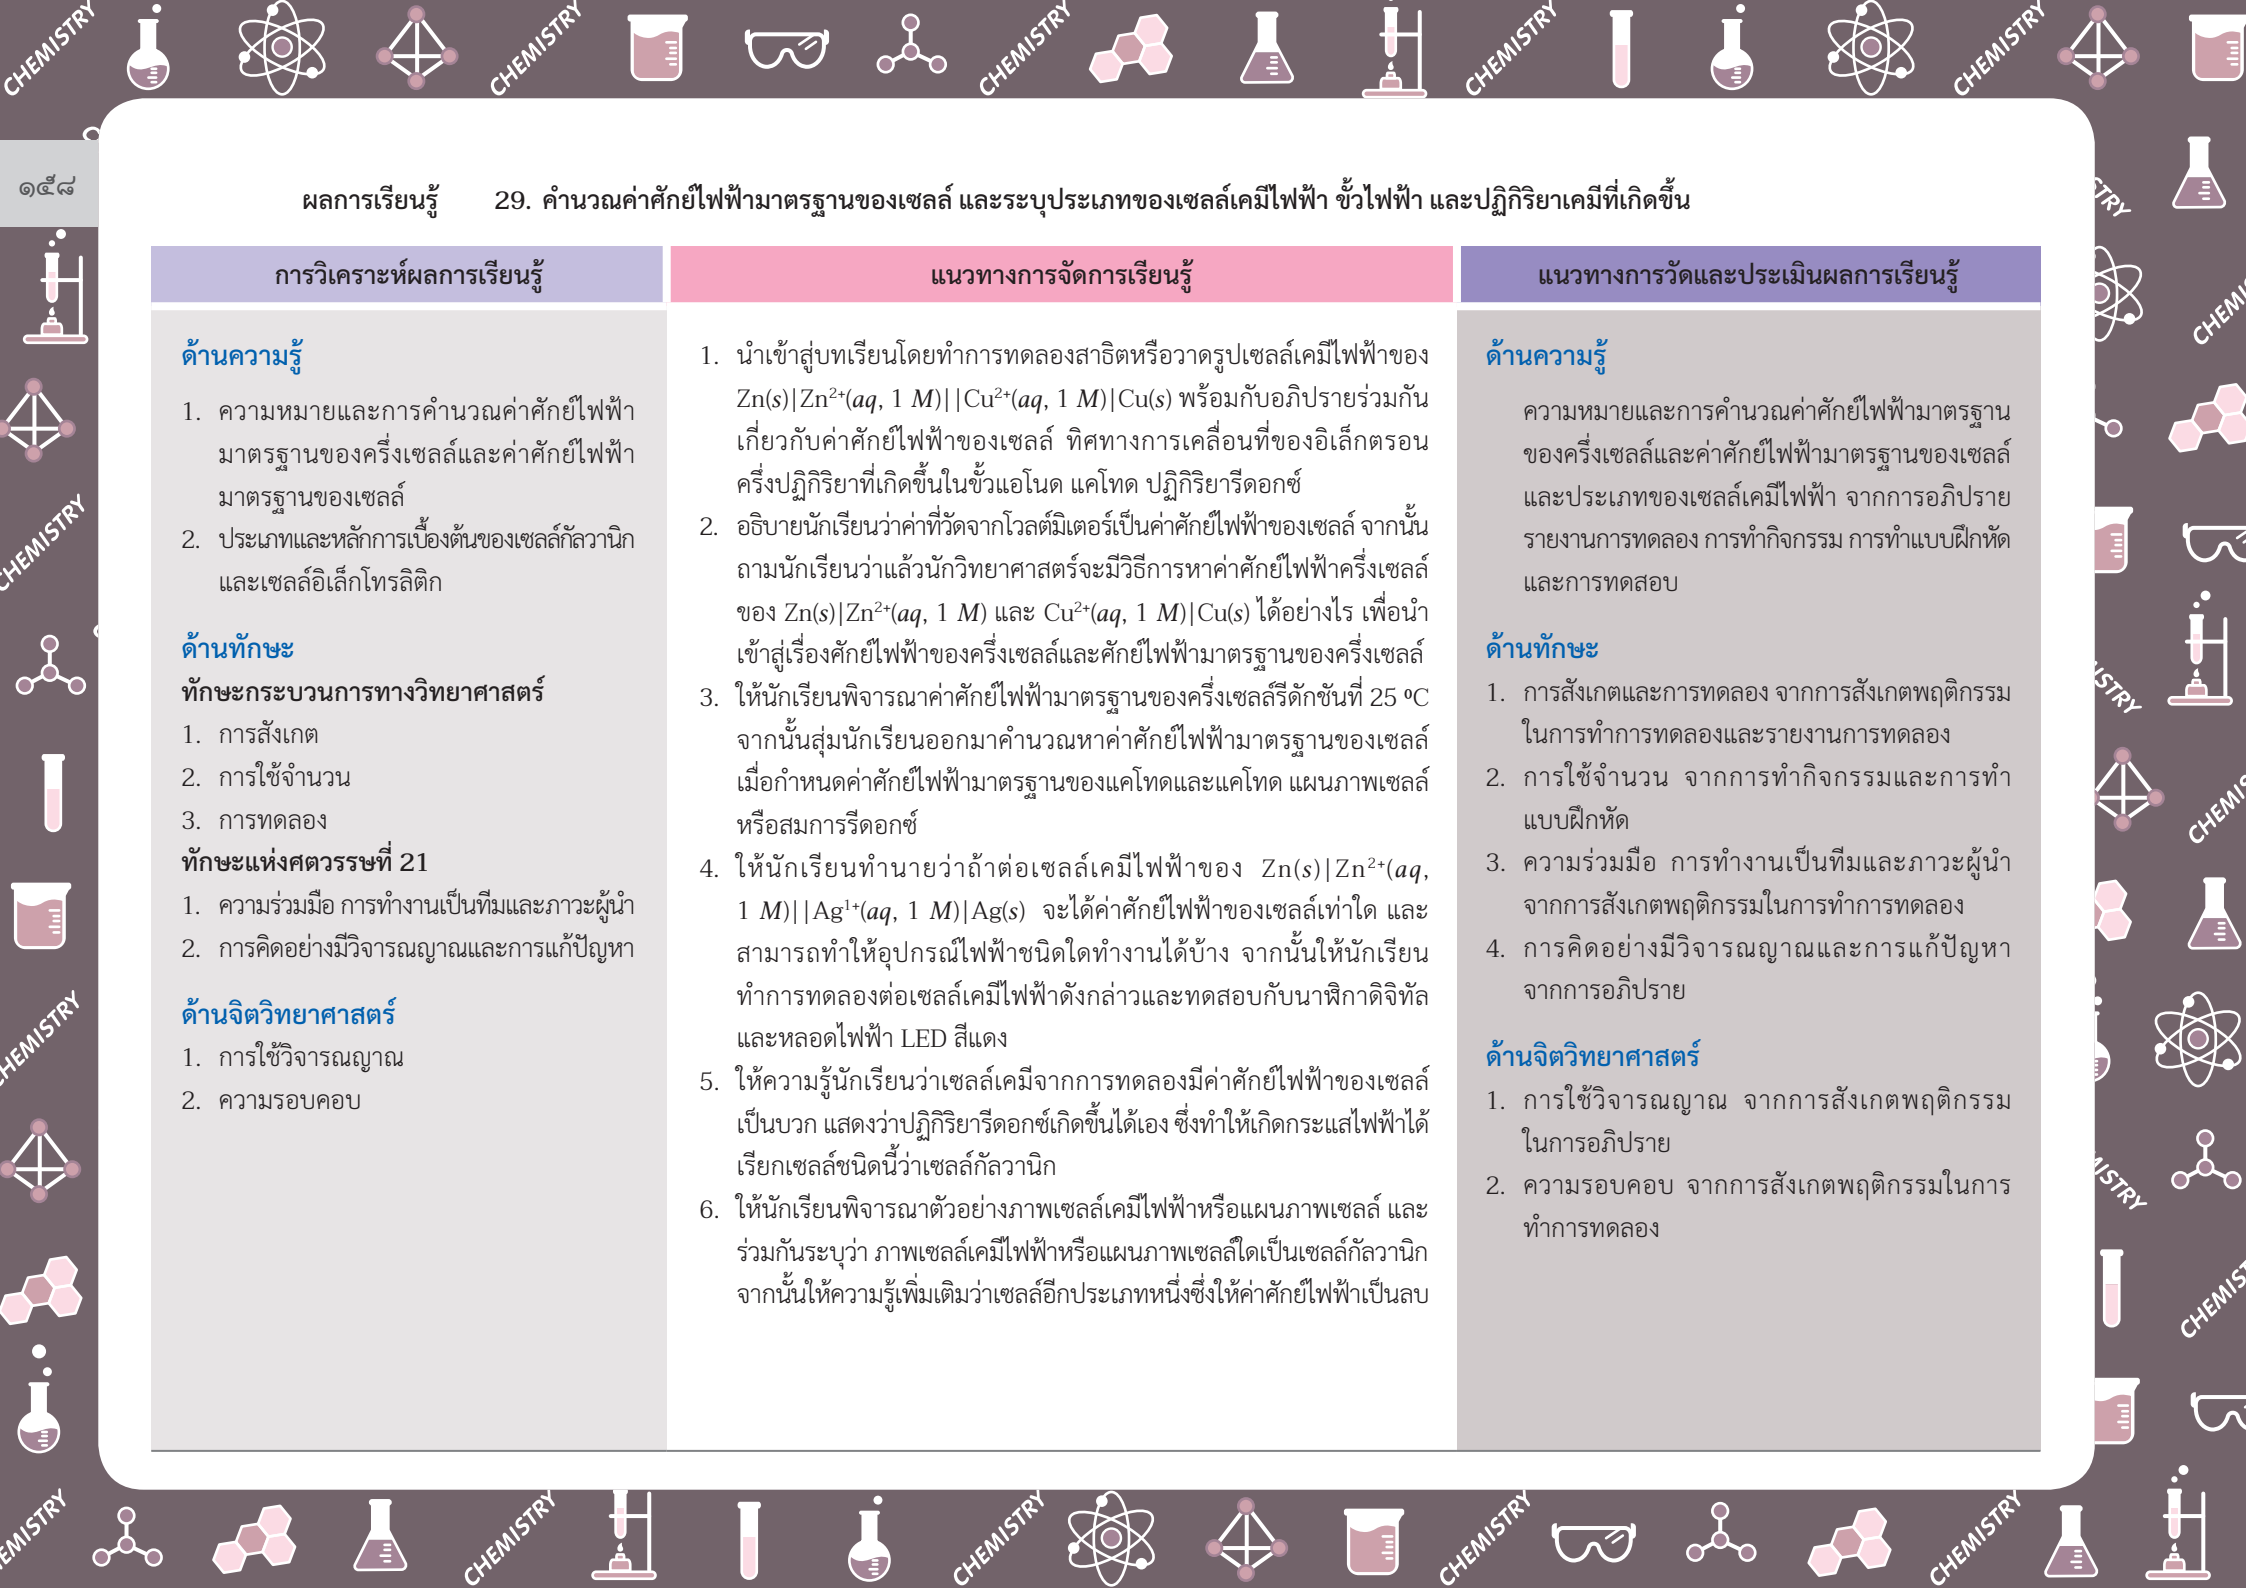 ๑๕๘
ผลการเรียนรู้ 29. คำนวณค่าศักย์ไฟฟ้ามาตรฐานของเซลล์ และระบุประเภทของเซลล์เคมีไฟฟ้า ขั้วไฟฟ้า และปฏิกิริยาเคมีที่เกิดขึ้น
การวิเคราะห์ผลการเรียนรู้
ด้านความรู้
1. ความหมายและการคำนวณค่าศักย์ไฟฟ้า
มาตรฐานของครึ่งเซลล์และค่าศักย์ไฟฟ้า
มาตรฐานของเซลล์
2. ประเภทและหลักการเบื้องต้นของเซลล์กัลวานิก
และเซลล์อิเล็กโทรลิติก
ด้านทักษะ
ทักษะกระบวนการทางวิทยาศาสตร์
1. การสังเกต
2. การใช้จำนวน
3. การทดลอง
ทักษะแห่งศตวรรษที่ 21
1. ความร่วมมือ การทำงานเป็นทีมและภาวะผู้นำ
2. การคิดอย่างมีวิจารณญาณและการแก้ปัญหา
ด้านจิตวิทยาศาสตร์
1. การใช้วิจารณญาณ
2. ความรอบคอบ
แนวทางการจัดการเรียนรู้
1. นำเข้าสู่บทเรียนโดยทำการทดลองสาธิตหรือวาดรูปเซลล์เคมีไฟฟ้าของ
Zn(s)|Zn²⁺(aq, 1 M)||Cu²⁺(aq, 1 M)|Cu(s) พร้อมกับอภิปรายร่วมกัน
เกี่ยวกับค่าศักย์ไฟฟ้าของเซลล์ ทิศทางการเคลื่อนที่ของอิเล็กตรอน
ครึ่งปฏิกิริยาที่เกิดขึ้นในขั้วแอโนด แคโทด ปฏิกิริยารีดอกซ์
2. อธิบายนักเรียนว่าค่าที่วัดจากโวลต์มิเตอร์เป็นค่าศักย์ไฟฟ้าของเซลล์ จากนั้น
ถามนักเรียนว่าแล้วนักวิทยาศาสตร์จะมีวิธีการหาค่าศักย์ไฟฟ้าครึ่งเซลล์
ของ Zn(s)|Zn²⁺(aq, 1 M) และ Cu²⁺(aq, 1 M)|Cu(s) ได้อย่างไร เพื่อนำ
เข้าสู่เรื่องศักย์ไฟฟ้าของครึ่งเซลล์และศักย์ไฟฟ้ามาตรฐานของครึ่งเซลล์
3. ให้นักเรียนพิจารณาค่าศักย์ไฟฟ้ามาตรฐานของครึ่งเซลล์รีดักชันที่ 25 ⁰C
จากนั้นสุ่มนักเรียนออกมาคำนวณหาค่าศักย์ไฟฟ้ามาตรฐานของเซลล์
เมื่อกำหนดค่าศักย์ไฟฟ้ามาตรฐานของแคโทดและแคโทด แผนภาพเซลล์
หรือสมการรีดอกซ์
4. ให้นักเรียนทำนายว่าถ้าต่อเซลล์เคมีไฟฟ้าของ Zn(s)|Zn²⁺(aq,
1 M)||Ag¹⁺(aq, 1 M)|Ag(s) จะได้ค่าศักย์ไฟฟ้าของเซลล์เท่าใด และ
สามารถทำให้อุปกรณ์ไฟฟ้าชนิดใดทำงานได้บ้าง จากนั้นให้นักเรียน
ทำการทดลองต่อเซลล์เคมีไฟฟ้าดังกล่าวและทดสอบกับนาฬิกาดิจิทัล
และหลอดไฟฟ้า LED สีแดง
5. ให้ความรู้นักเรียนว่าเซลล์เคมีจากการทดลองมีค่าศักย์ไฟฟ้าของเซลล์
เป็นบวก แสดงว่าปฏิกิริยารีดอกซ์เกิดขึ้นได้เอง ซึ่งทำให้เกิดกระแสไฟฟ้าได้
เรียกเซลล์ชนิดนี้ว่าเซลล์กัลวานิก
6. ให้นักเรียนพิจารณาตัวอย่างภาพเซลล์เคมีไฟฟ้าหรือแผนภาพเซลล์ และ
ร่วมกันระบุว่า ภาพเซลล์เคมีไฟฟ้าหรือแผนภาพเซลล์ใดเป็นเซลล์กัลวานิก
จากนั้นให้ความรู้เพิ่มเติมว่าเซลล์อีกประเภทหนึ่งซึ่งให้ค่าศักย์ไฟฟ้าเป็นลบ
แนวทางการวัดและประเมินผลการเรียนรู้
ด้านความรู้
ความหมายและการคำนวณค่าศักย์ไฟฟ้ามาตรฐาน
ของครึ่งเซลล์และค่าศักย์ไฟฟ้ามาตรฐานของเซลล์
และประเภทของเซลล์เคมีไฟฟ้า จากการอภิปราย
รายงานการทดลอง การทำกิจกรรม การทำแบบฝึกหัด
และการทดสอบ
ด้านทักษะ
1. การสังเกตและการทดลอง จากการสังเกตพฤติกรรม
ในการทำการทดลองและรายงานการทดลอง
2. การใช้จำนวน จากการทำกิจกรรมและการทำ
แบบฝึกหัด
3. ความร่วมมือ การทำงานเป็นทีมและภาวะผู้นำ
จากการสังเกตพฤติกรรมในการทำการทดลอง
4. การคิดอย่างมีวิจารณญาณและการแก้ปัญหา
จากการอภิปราย
ด้านจิตวิทยาศาสตร์
1. การใช้วิจารณญาณ จากการสังเกตพฤติกรรม
ในการอภิปราย
2. ความรอบคอบ จากการสังเกตพฤติกรรมในการ
ทำการทดลอง
CHEMISTRY
CHEMISTRY
CHEMISTRY
CHEMISTRY
CHEMISTRY
CHEMISTRY
CHEMISTRY
CHEMISTRY
CHEMISTRY